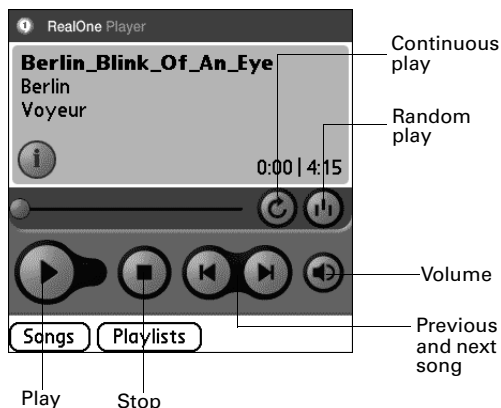 RealOne Player
Berlin_Blink_Of_An_Eye
Berlin
Voyeur
i
0:00 | 4:15
Songs
Playlists
Continuous
play
Random
play
Volume
Previous
and next
song
Play
Stop